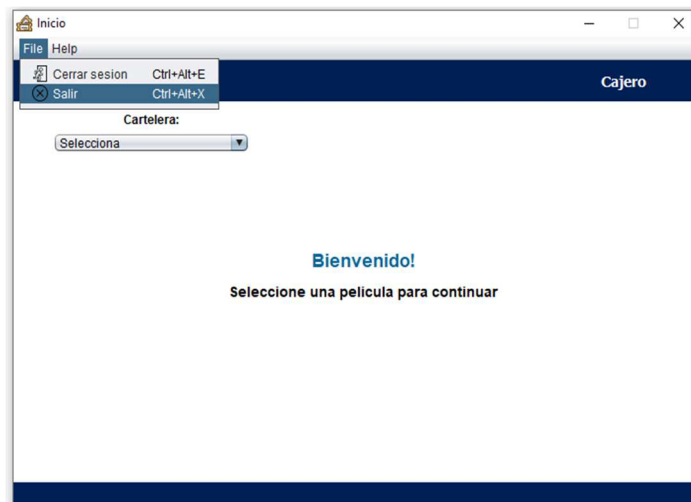 Inicio
File Help
Cerrar sesion Ctrl+Alt+E
Salir Ctrl+Alt+X
Cajero
Cartelera:
Selecciona
Bienvenido!
Seleccione una pelicula para continuar